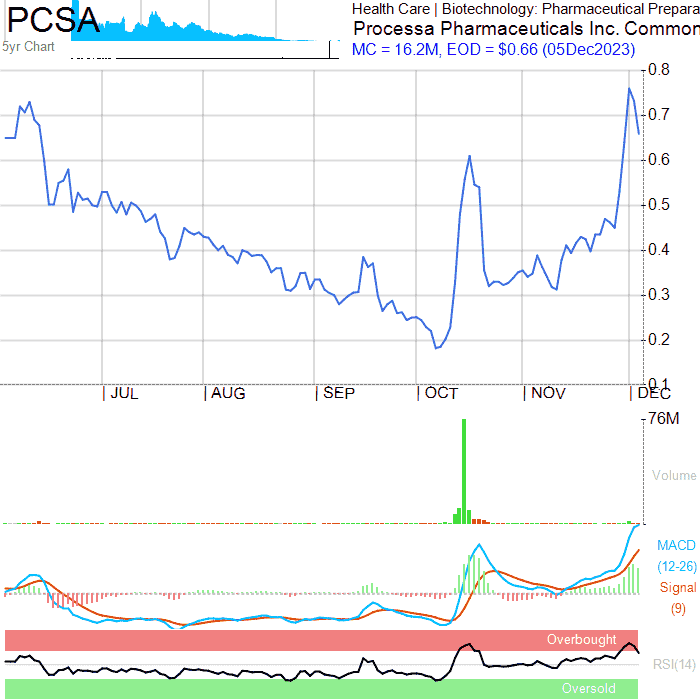 PCSA
5yr Chart
Health Care | Biotechnology: Pharmaceutical Prepara
Processa Pharmaceuticals Inc. Common
MC = 16.2M, EOD = $0.66 (05Dec2023)
0.8
0.7
0.6
0.5
0.4
0.3
0.2
0.1
| JUL | AUG | SEP | OCT | NOV | DEC
76M
Volume
MACD
(12-26)
Signal
(9)
Overbought
RSI(14)
Oversold